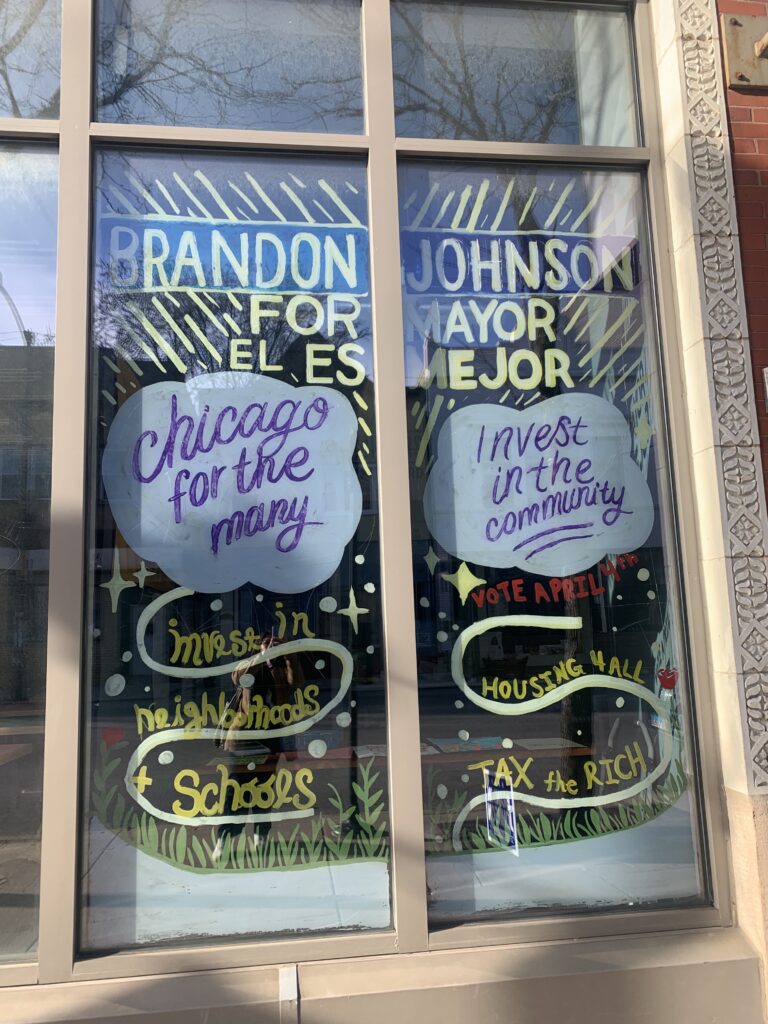 BRANDON JOHNSON
FOR MAYOR
EL ES MEJOR
Chicago
for the
many
Invest
in the
community
VOTE APRIL 4th
invest in
neighborhoods
+ Schools
HOUSING 4 ALL
TAX the RICH